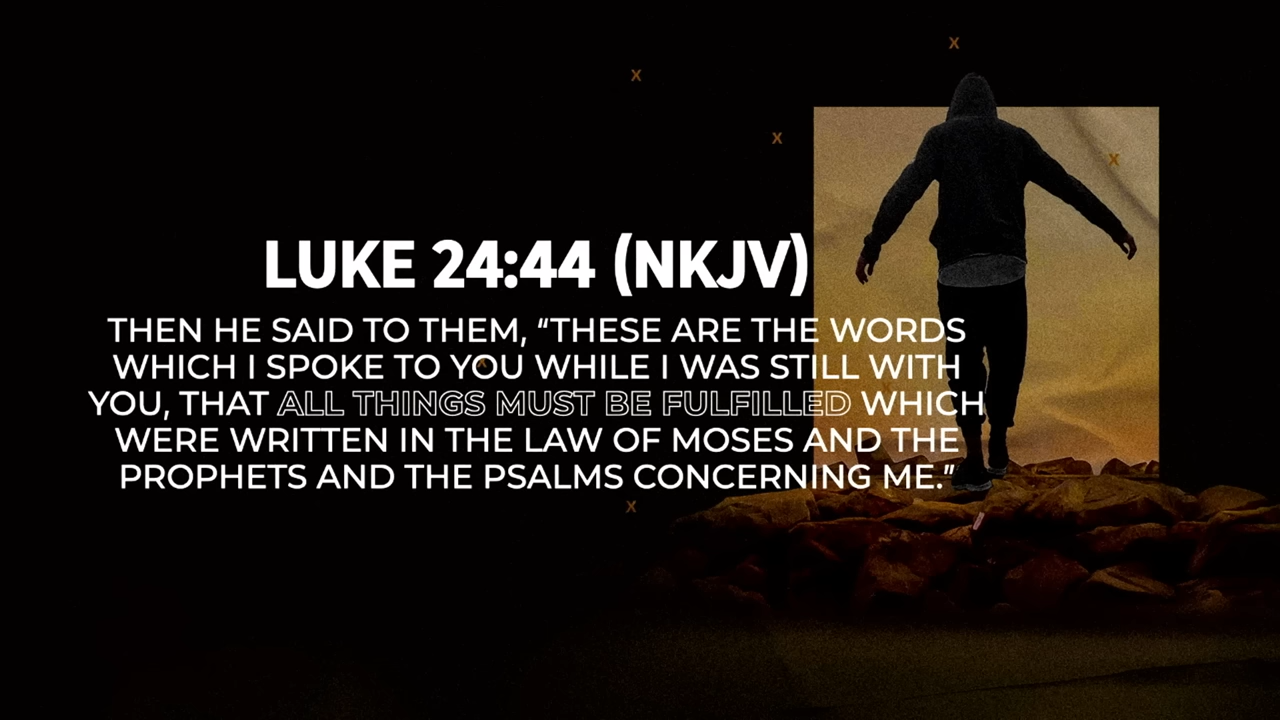 LUKE 24:44 (NKJV)
THEN HE SAID TO THEM, “THESE ARE THE WORDS
WHICH I SPOKE TO YOU WHILE I WAS STILL WITH
YOU, THAT ALL THINGS MUST BE FULFILLED WHICH
WERE WRITTEN IN THE LAW OF MOSES AND THE
PROPHETS AND THE PSALMS CONCERNING ME.”